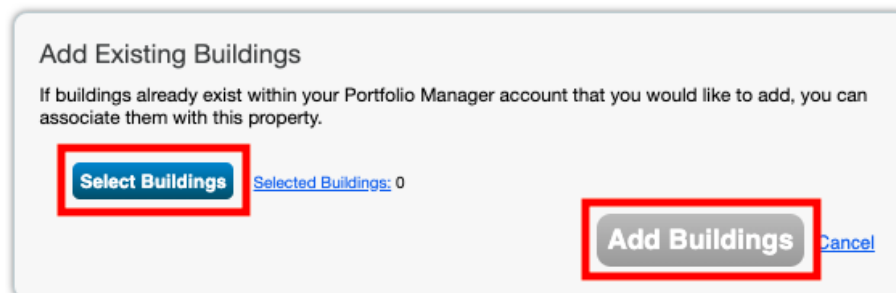 Add Existing Buildings
If buildings already exist within your Portfolio Manager account that you would like to add, you can
associate them with this property.
Select Buildings Selected Buildings: 0
Add Buildings Cancel